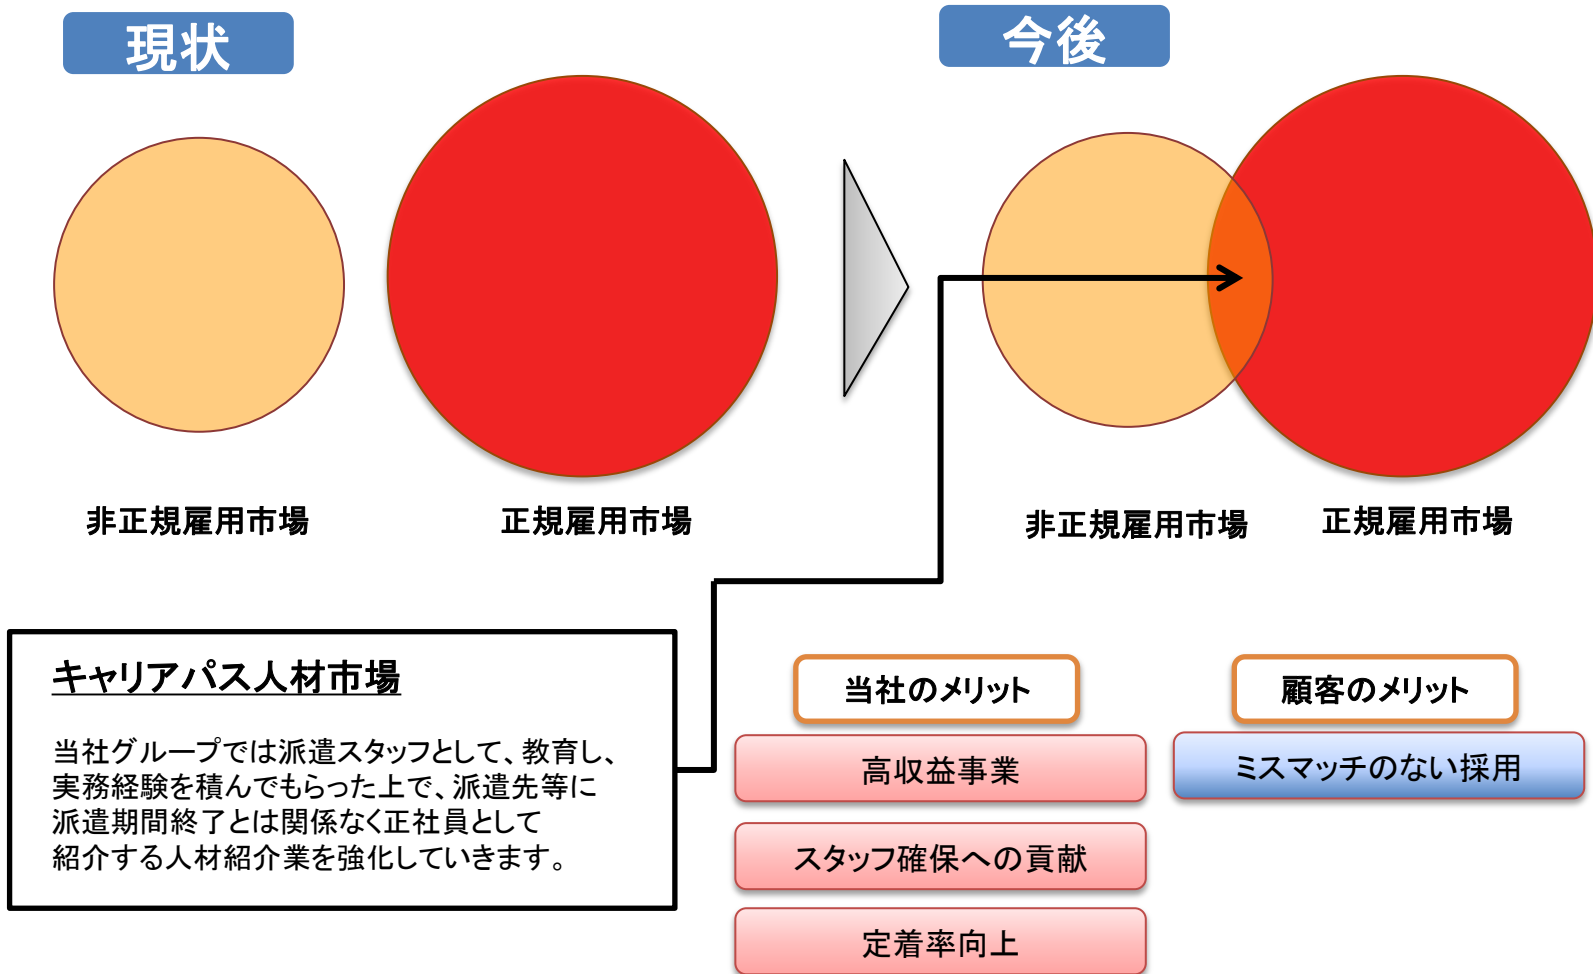 現状
今後
非正規雇用市場
正規雇用市場
非正規雇用市場
正規雇用市場
キャリアパス人材市場
当社グループでは派遣スタッフとして、教育し、
実務経験を積んでもらった上で、派遣先等に
派遣期間終了とは関係なく正社員として
紹介する人材紹介業を強化していきます。
当社のメリット
高収益事業
スタッフ確保への貢献
定着率向上
顧客のメリット
ミスマッチのない採用